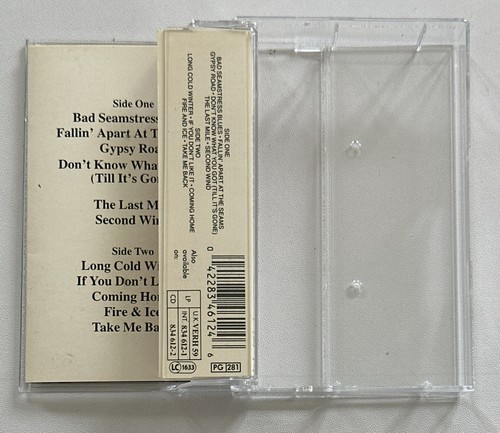 Side One
Bad Seamstress
Fallin' Apart At T
Gypsy Roa
Don't Know Wha
(Till It's Go
The Last M
Second Win
Side Two
Long Cold Wi
If You Don't L
Coming Hor
Fire & Ice
Take Me Ba
SIDE ONE
BAD SEAMSTRESS BLUES • FALLIN' APART AT THE SEAMS
GYPSY ROAD • DON'T KNOW WHAT YOU GOT (TILL IT'S GONE)
THE LAST MILE • SECOND WIND
SIDE TWO
LONG COLD WINTER • IF YOU DON'T LIKE IT • COMING HOME
FIRE AND ICE • TAKE ME BACK
0 42283 46124 6
Also
available
on:
U.K. VERH 59
LP INT. 834 612-1
CD 834 612-2
LC 1633
PG 281